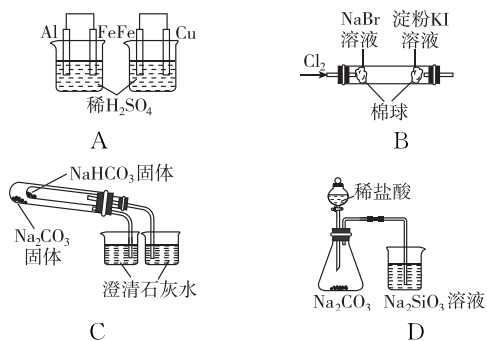 Al Fe Fe Cu
稀H₂SO₄
A
NaBr 淀粉KI
溶液 溶液
Cl₂
棉球
B
NaHCO₃固体
Na₂CO₃
固体
澄清石灰水
C
稀盐酸
Na₂CO₃ Na₂SiO₃溶液
D